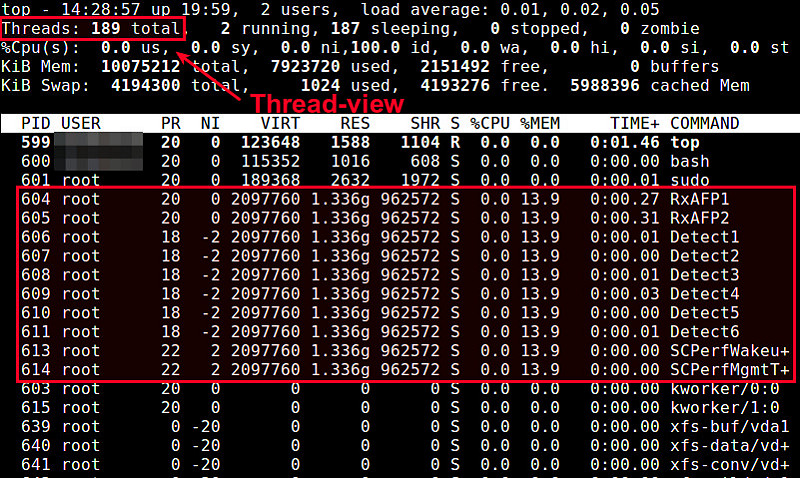 top - 14:28:57 up 19:59,  2 users,  load average: 0.01, 0.02, 0.05
Threads: 189 total,   2 running, 187 sleeping,   0 stopped,   0 zombie
%Cpu(s):  0.0 us,  0.0 sy,  0.0 ni,100.0 id,  0.0 wa,  0.0 hi,  0.0 si,  0.0 st
KiB Mem:  10075212 total,  7923720 used,  2151492 free,        0 buffers
KiB Swap:  4194300 total,     1024 used,  4193276 free.  5988396 cached Mem
Thread-view
PID USER PR NI VIRT RES SHR S %CPU %MEM TIME+ COMMAND
599 20 0 123648 1588 1104 R 0.0 0.0 0:01.46 top
600 20 0 115352 1016 608 S 0.0 0.0 0:00.00 bash
601 root 20 0 189368 2632 1972 S 0.0 0.0 0:00.01 sudo
604 root 20 0 2097760 1.336g 962572 S 0.0 13.9 0:00.27 RxAFP1
605 root 20 0 2097760 1.336g 962572 S 0.0 13.9 0:00.31 RxAFP2
606 root 18 -2 2097760 1.336g 962572 S 0.0 13.9 0:00.01 Detect1
607 root 18 -2 2097760 1.336g 962572 S 0.0 13.9 0:00.00 Detect2
608 root 18 -2 2097760 1.336g 962572 S 0.0 13.9 0:00.01 Detect3
609 root 18 -2 2097760 1.336g 962572 S 0.0 13.9 0:00.03 Detect4
610 root 18 -2 2097760 1.336g 962572 S 0.0 13.9 0:00.00 Detect5
611 root 18 -2 2097760 1.336g 962572 S 0.0 13.9 0:00.01 Detect6
613 root 22 2 2097760 1.336g 962572 S 0.0 13.9 0:00.00 SCPerfWakeu+
614 root 22 2 2097760 1.336g 962572 S 0.0 13.9 0:00.00 SCPerfMgmtT+
603 root 20 0 0 0 0 S 0.0 0.0 0:00.00 kworker/0:0
615 root 20 0 0 0 0 S 0.0 0.0 0:00.00 kworker/1:0
639 root 0 -20 0 0 0 S 0.0 0.0 0:00.00 xfs-buf/vda1
640 root 0 -20 0 0 0 S 0.0 0.0 0:00.00 xfs-data/vd+
641 root 0 -20 0 0 0 S 0.0 0.0 0:00.00 xfs-conv/vd+